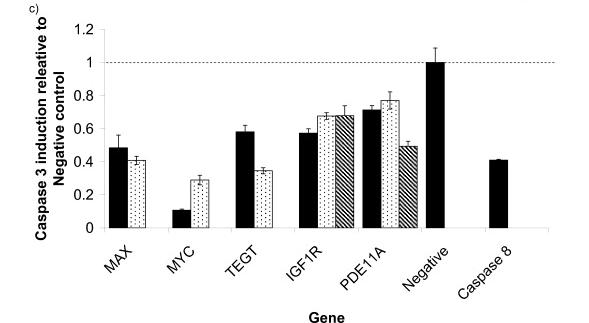 c)
Caspase 3 induction releative to
Negative control
1.2
1
0.8
0.6
0.4
0.2
0
MAX
MYC
TEGT
IGF1R
PDE11A
Negative
Caspase 8
Gene